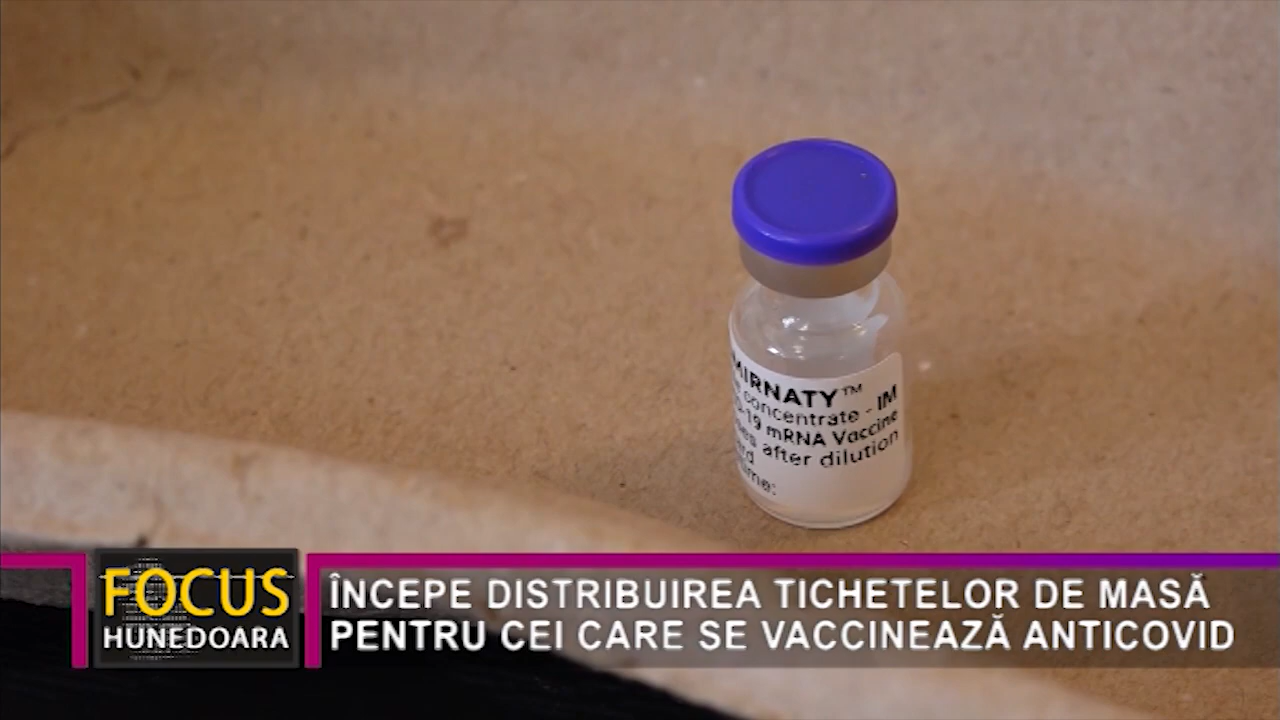 MIRNATY™
concentrate - IM
-19 mRNA Vaccine
after dilution
FOCUS
HUNEDOARA
ÎNCEPE DISTRIBUIREA TICHETELOR DE MASĂ
PENTRU CEI CARE SE VACCINEAZĂ ANTICOVID